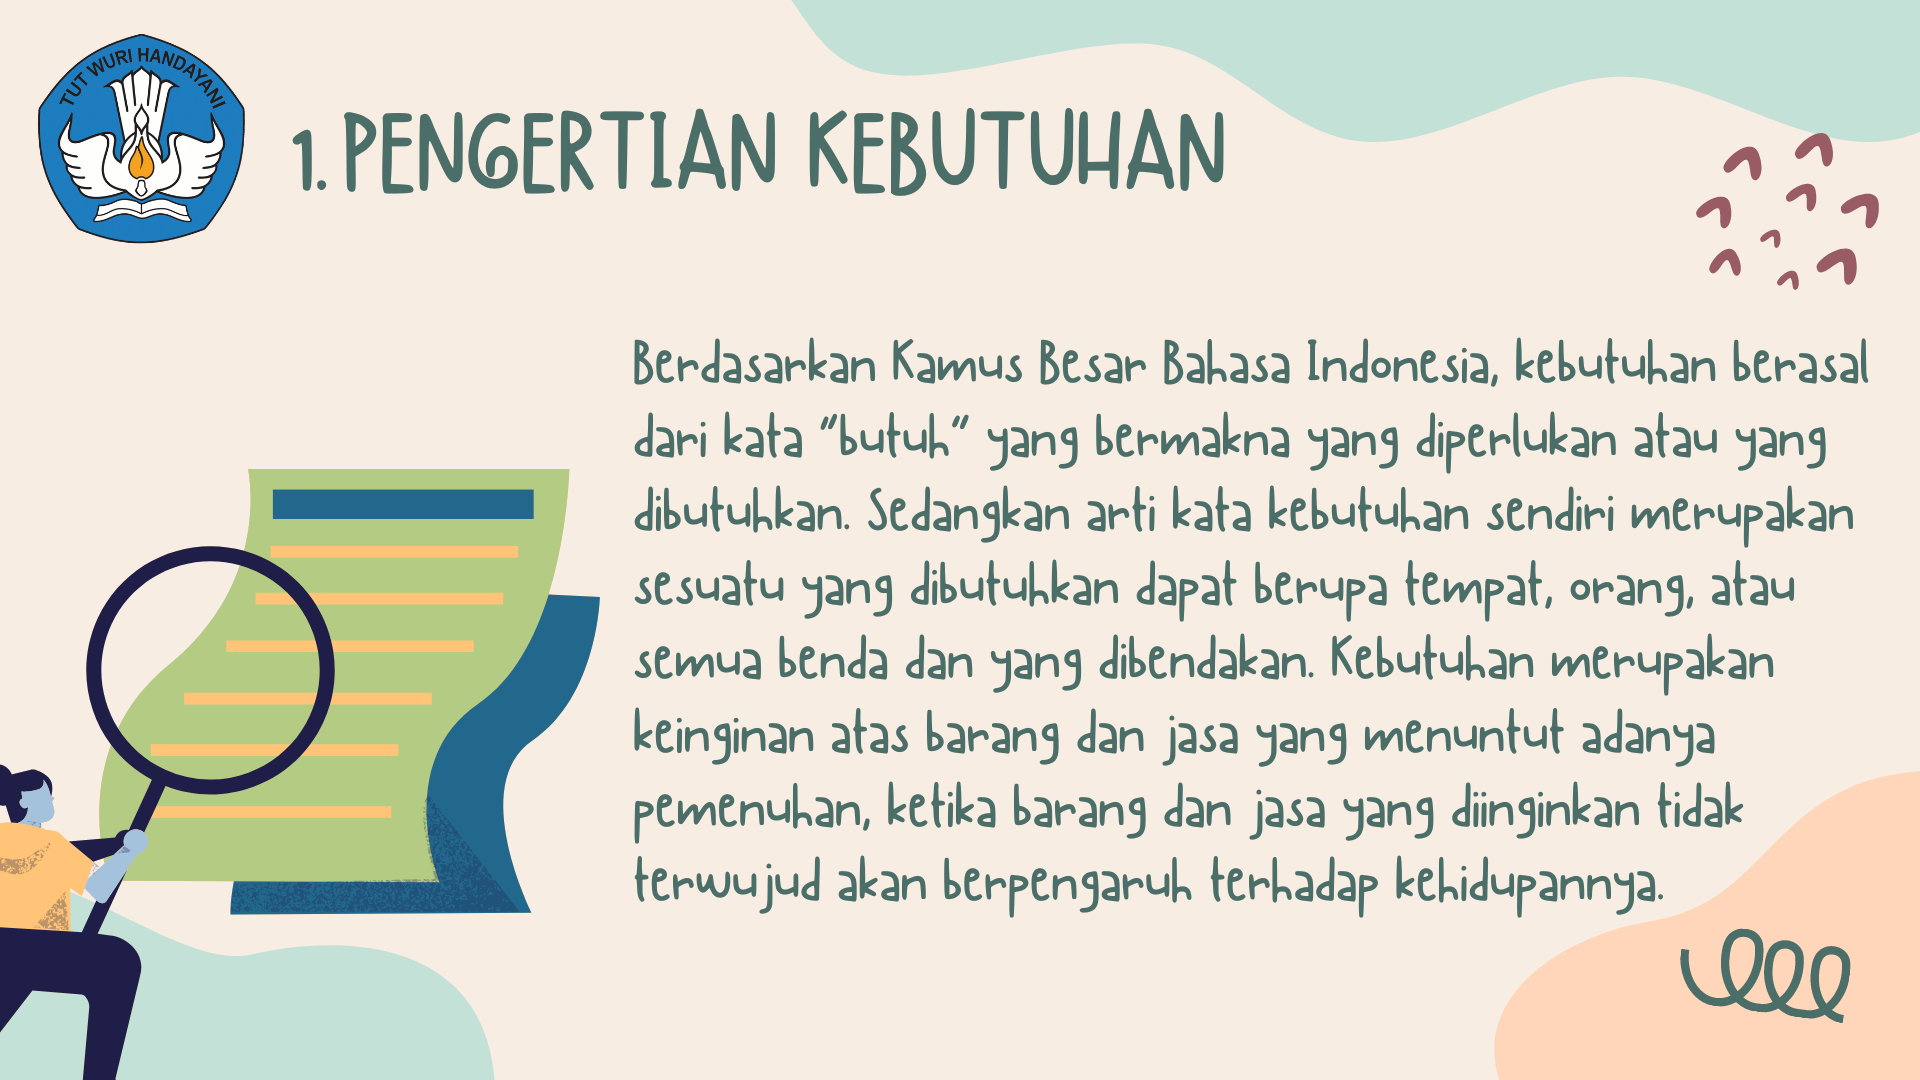 TUT WURI HANDAYANI
1. PENGERTIAN KEBUTUHAN
Berdasarkan Kamus Besar Bahasa Indonesia, kebutuhan berasal
dari kata "butuh" yang bermakna yang diperlukan atau yang
dibutuhkan. Sedangkan arti kata kebutuhan sendiri merupakan
sesuatu yang dibutuhkan dapat berupa tempat, orang, atau
semua benda dan yang dibendakan. Kebutuhan merupakan
keinginan atas barang dan jasa yang menuntut adanya
pemenuhan, ketika barang dan jasa yang diinginkan tidak
terwujud akan berpengaruh terhadap kehidupannya.